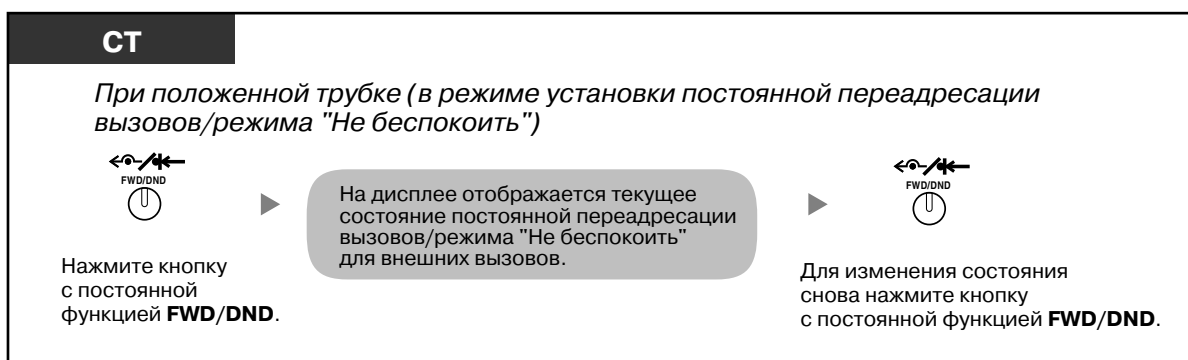 СТ
При положенной трубке (в режиме установки постоянной переадресации
вызовов/режима "Не беспокоить")
FWD/DND
Нажмите кнопку
с постоянной
функцией FWD/DND.
На дисплее отображается текущее
состояние постоянной переадресации
вызовов/режима "Не беспокоить"
для внешних вызовов.
FWD/DND
Для изменения состояния
снова нажмите кнопку
с постоянной функцией FWD/DND.